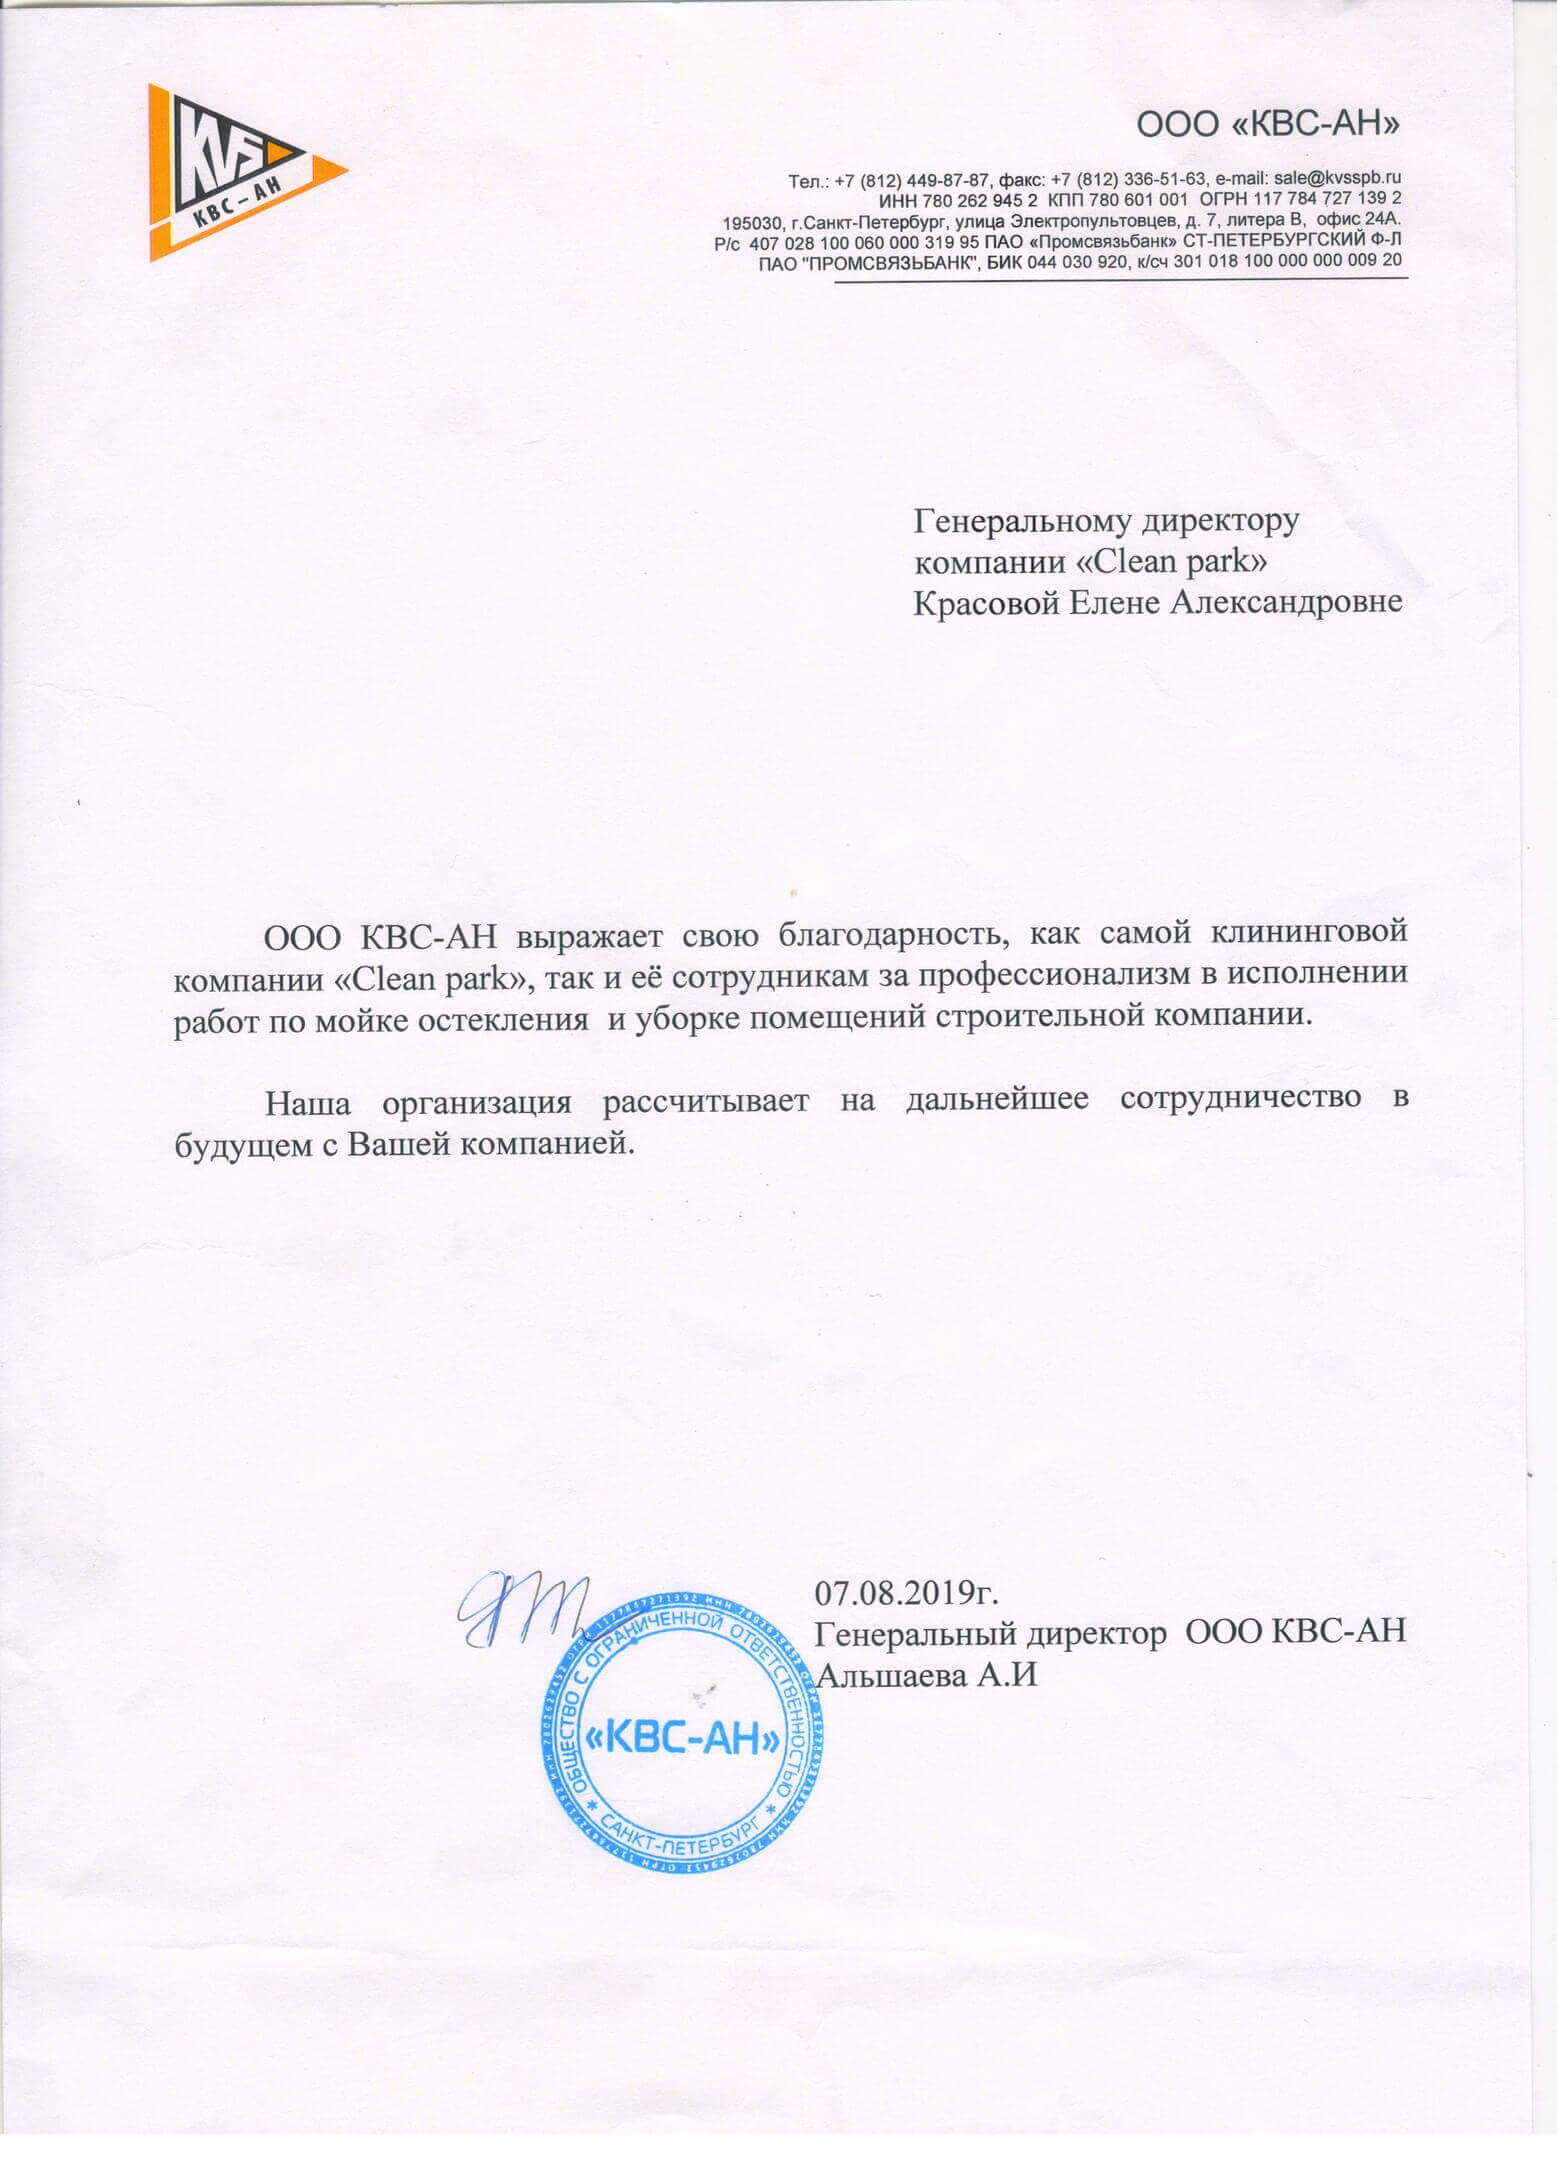 KVS
КВС-АН
ООО «КВС-АН»
Тел.: +7 (812) 449-87-87, факс: +7 (812) 336-51-63, e-mail: sale@kvsspb.ru
ИНН 780 262 945 2 КПП 780 601 001 ОГРН 117 784 727 139 2
195030, г.Санкт-Петербург, улица Электропультовцев, д. 7, литера В, офис 24А.
Р/с 407 028 100 060 000 319 95 ПАО «Промсвязьбанк» СТ-ПЕТЕРБУРГСКИЙ Ф-Л
ПАО "ПРОМСВЯЗЬБАНК", БИК 044 030 920, к/сч 301 018 100 000 000 009 20
Генеральному директору
компании «Clean park»
Красовой Елене Александровне
ООО КВС-АН выражает свою благодарность, как самой клининговой
компании «Clean park», так и её сотрудникам за профессионализм в исполнении
работ по мойке остекления и уборке помещений строительной компании.
Наша организация рассчитывает на дальнейшее сотрудничество в
будущем с Вашей компанией.
07.08.2019г.
Генеральный директор ООО КВС-АН
Альшаева А.И
ОБЩЕСТВО С ОГРАНИЧЕННОЙ ОТВЕТСТВЕННОСТЬЮ
«КВС-АН»
* САНКТ-ПЕТЕРБУРГ *
ОГРН 1177847271392 ИНН 7802629452